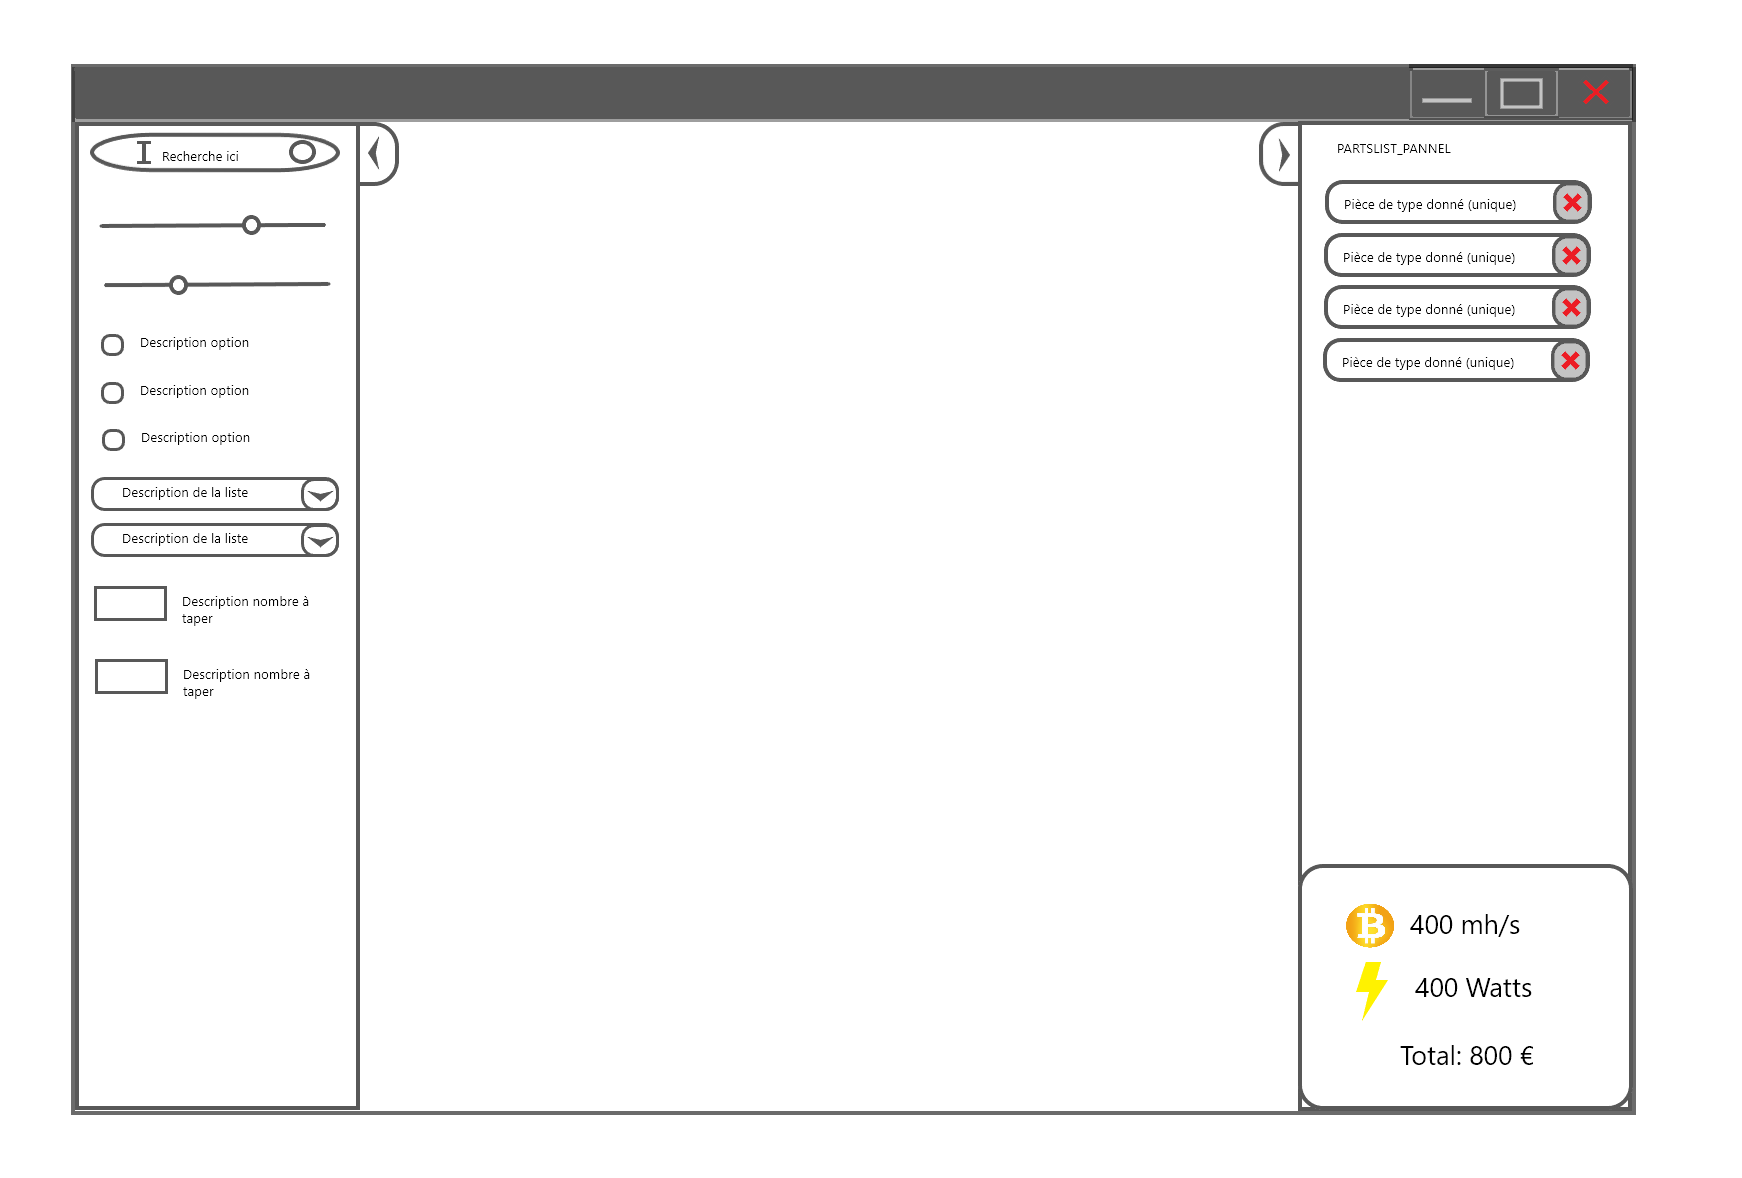 Recherche ici
Description option
Description option
Description option
Description de la liste
Description de la liste
Description nombre à
taper
Description nombre à
taper
PARTSLIST_PANNEL
Pièce de type donné (unique)
Pièce de type donné (unique)
Pièce de type donné (unique)
Pièce de type donné (unique)
400 mh/s
400 Watts
Total: 800 €